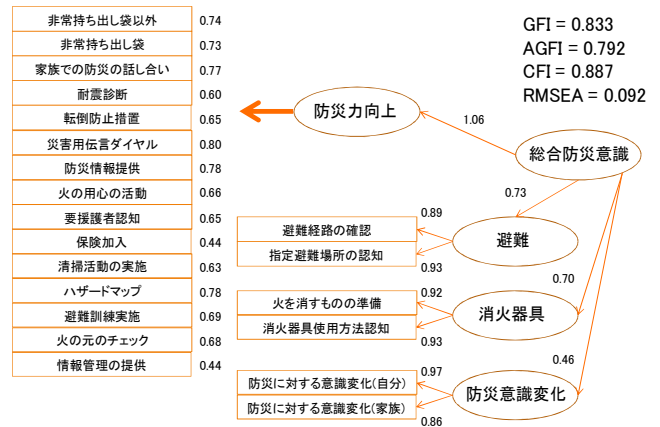 非常持ち出し袋以外 0.74
非常持ち出し袋 0.73
家族での防災の話し合い 0.77
耐震診断 0.60
転倒防止措置 0.65
災害用伝言ダイヤル 0.80
防災情報提供 0.78
火の用心の活動 0.66
要援護者認知 0.65
保険加入 0.44
清掃活動の実施 0.63
ハザードマップ 0.78
避難訓練実施 0.69
火の元のチェック 0.68
情報管理の提供 0.44
GFI = 0.833
AGFI = 0.792
CFI = 0.887
RMSEA = 0.092
防災力向上
1.06
総合防災意識
0.73
0.89
避難経路の確認
指定避難場所の認知
避難
0.93
0.70
0.92
火を消すものの準備
消火器具使用方法認知
消火器具
0.93
0.46
0.97
防災に対する意識変化(自分)
防災に対する意識変化(家族)
防災意識変化
0.86